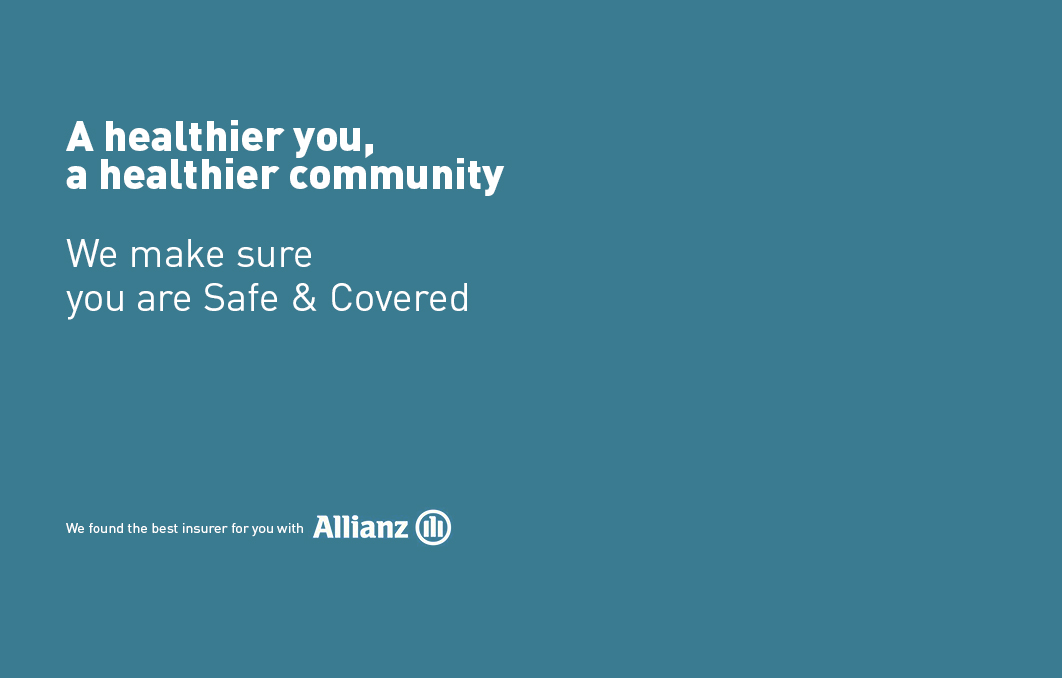 A healthier you,
a healthier community
We make sure
you are Safe & Covered
We found the best insurer for you with Allianz